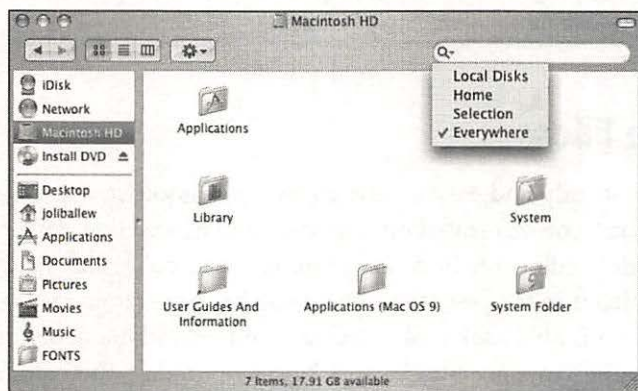 Macintosh HD
Local Disks
Home
Selection
✓ Everywhere
iDisk
Network
Macintosh HD
Install DVD
Desktop
joliballew
Applications
Documents
Pictures
Movies
Music
FONTS
Applications
Library
System
User Guides And
Information
Applications (Mac OS 9)
System Folder
7 items, 17.91 GB available